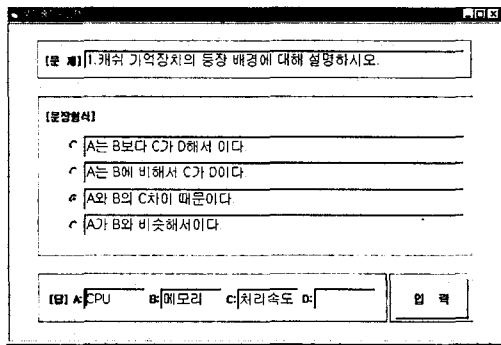 [문 제] 1.캐쉬 기억장치의 등장 배경에 대해 설명하시오.
[문장형식]
A는 B보다 C가 D해서 이다.
A는 B에 비해서 C가 D이다.
A와 B의 C차이 때문이다.
A가 B와 비슷해서이다.
[답] A: CPU B: 메모리 C: 처리속도 D: 입 력